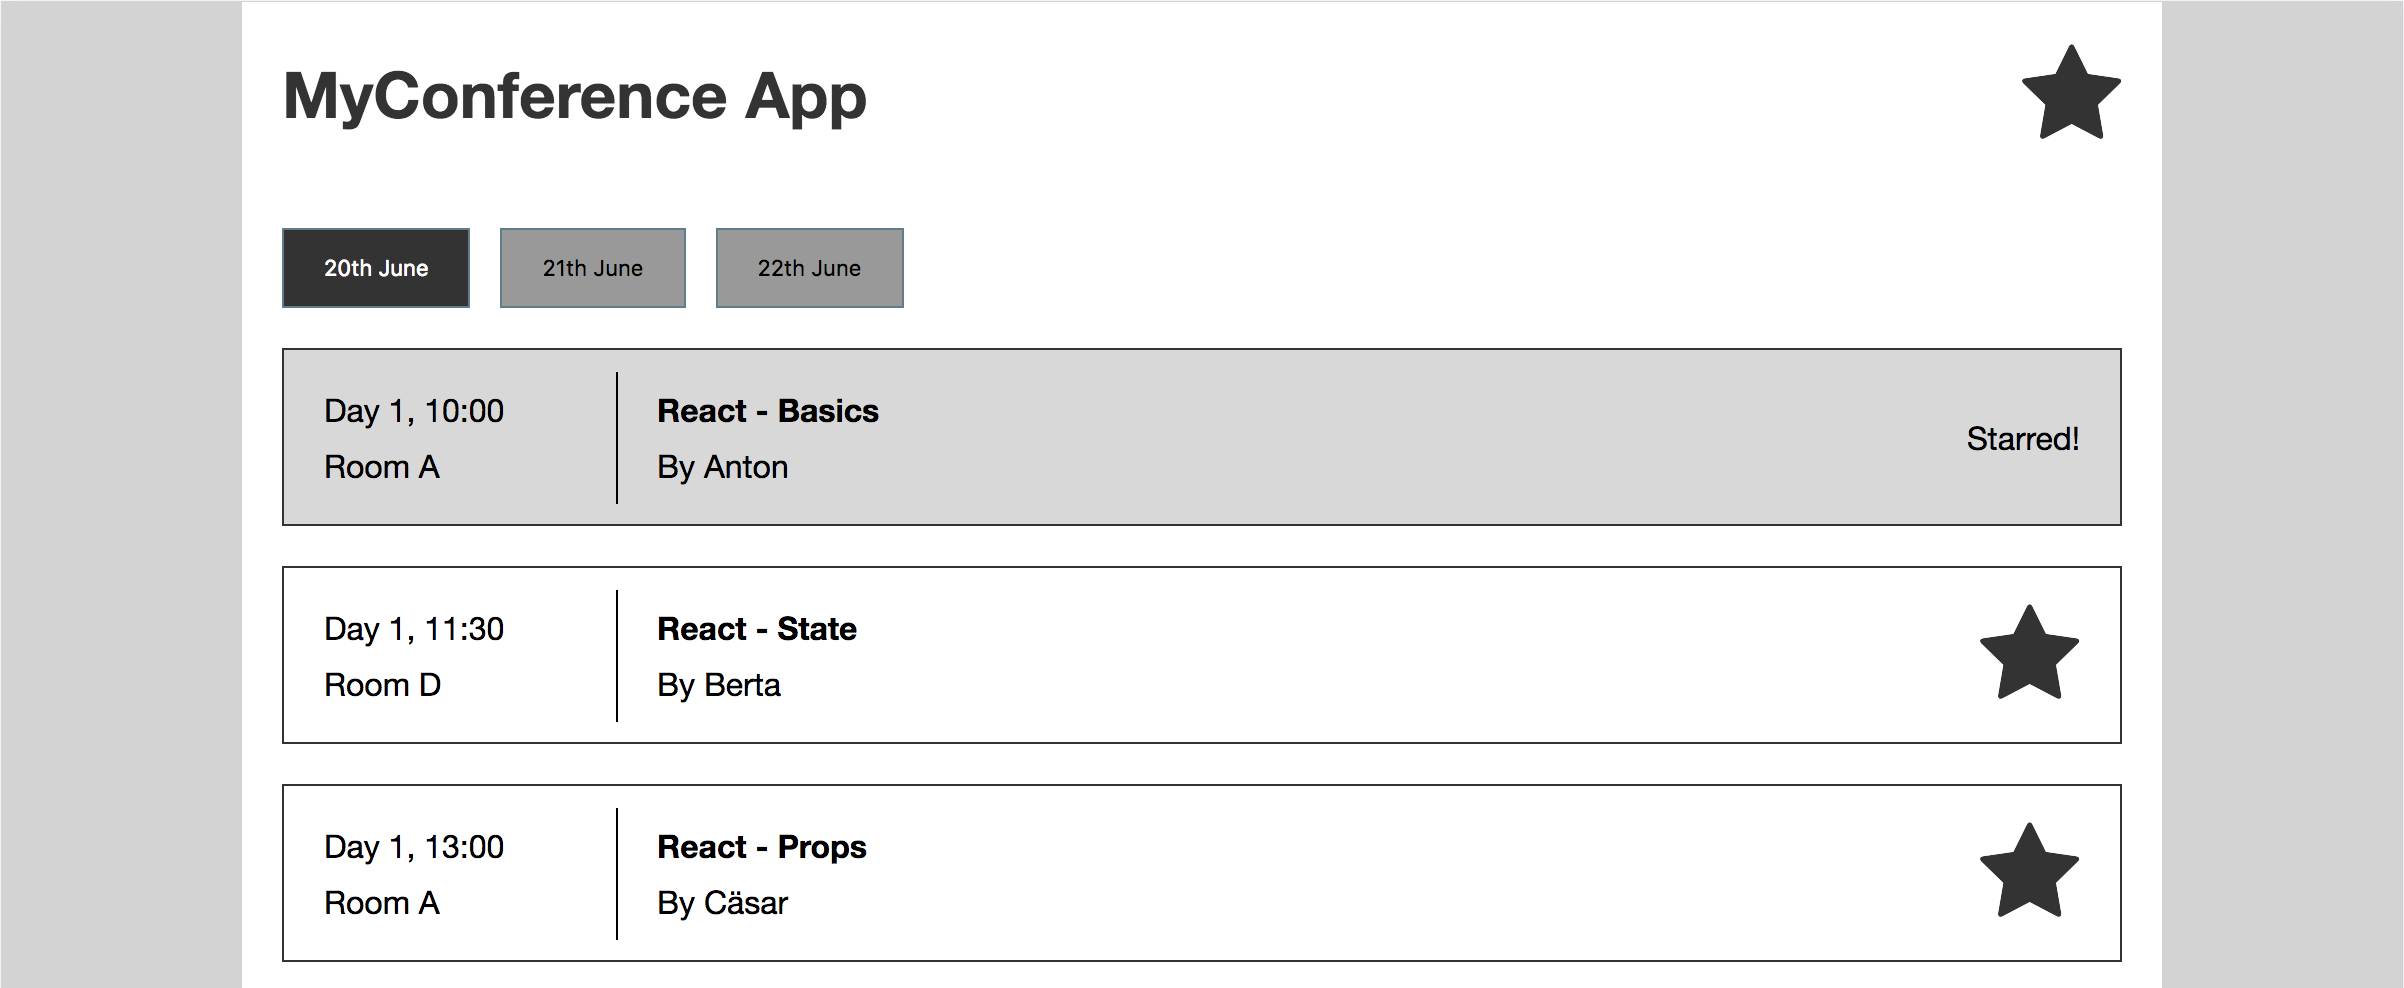 MyConference App
20th June 21th June 22th June
Day 1, 10:00
Room A
React - Basics
By Anton
Starred!
Day 1, 11:30
Room D
React - State
By Berta
Day 1, 13:00
Room A
React - Props
By Cäsar